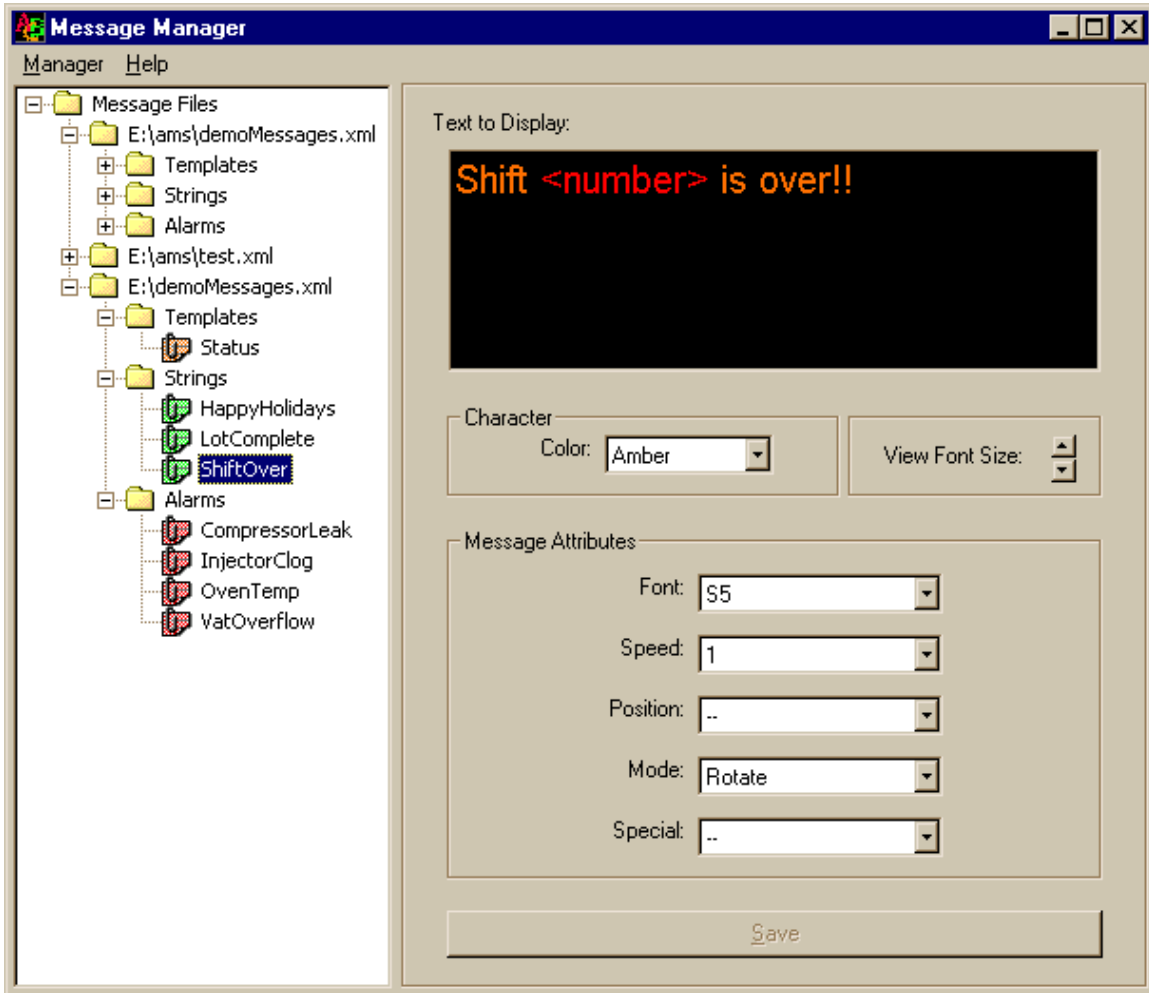 Message Manager
Manager Help
Message Files
E:\ams\demoMessages.xml
Templates
Strings
Alarms
E:\ams\test.xml
E:\demoMessages.xml
Templates
Status
Strings
HappyHolidays
LotComplete
ShiftOver
Alarms
CompressorLeak
InjectorClog
OvenTemp
VatOverflow
Text to Display:
Shift <number> is over!!
Character
Color: Amber
View Font Size:
Message Attributes
Font: S5
Speed: 1
Position: --
Mode: Rotate
Special: --
Save